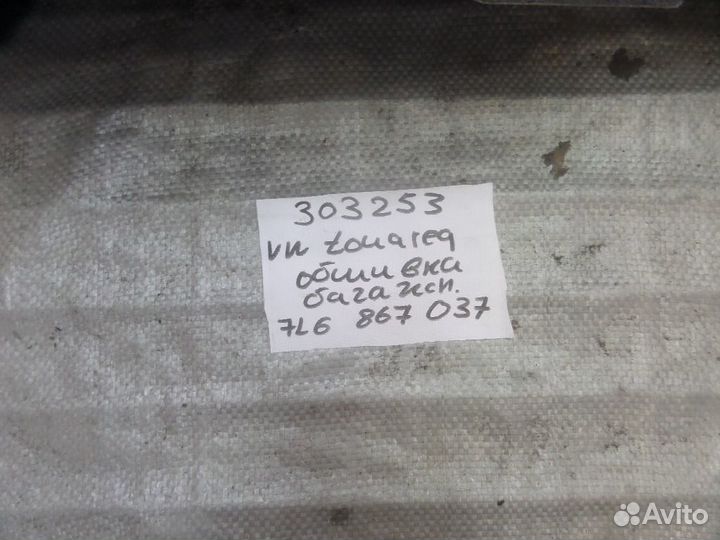 303253
vw touareg
обшивка
багажн.
7L6 867 037
Avito